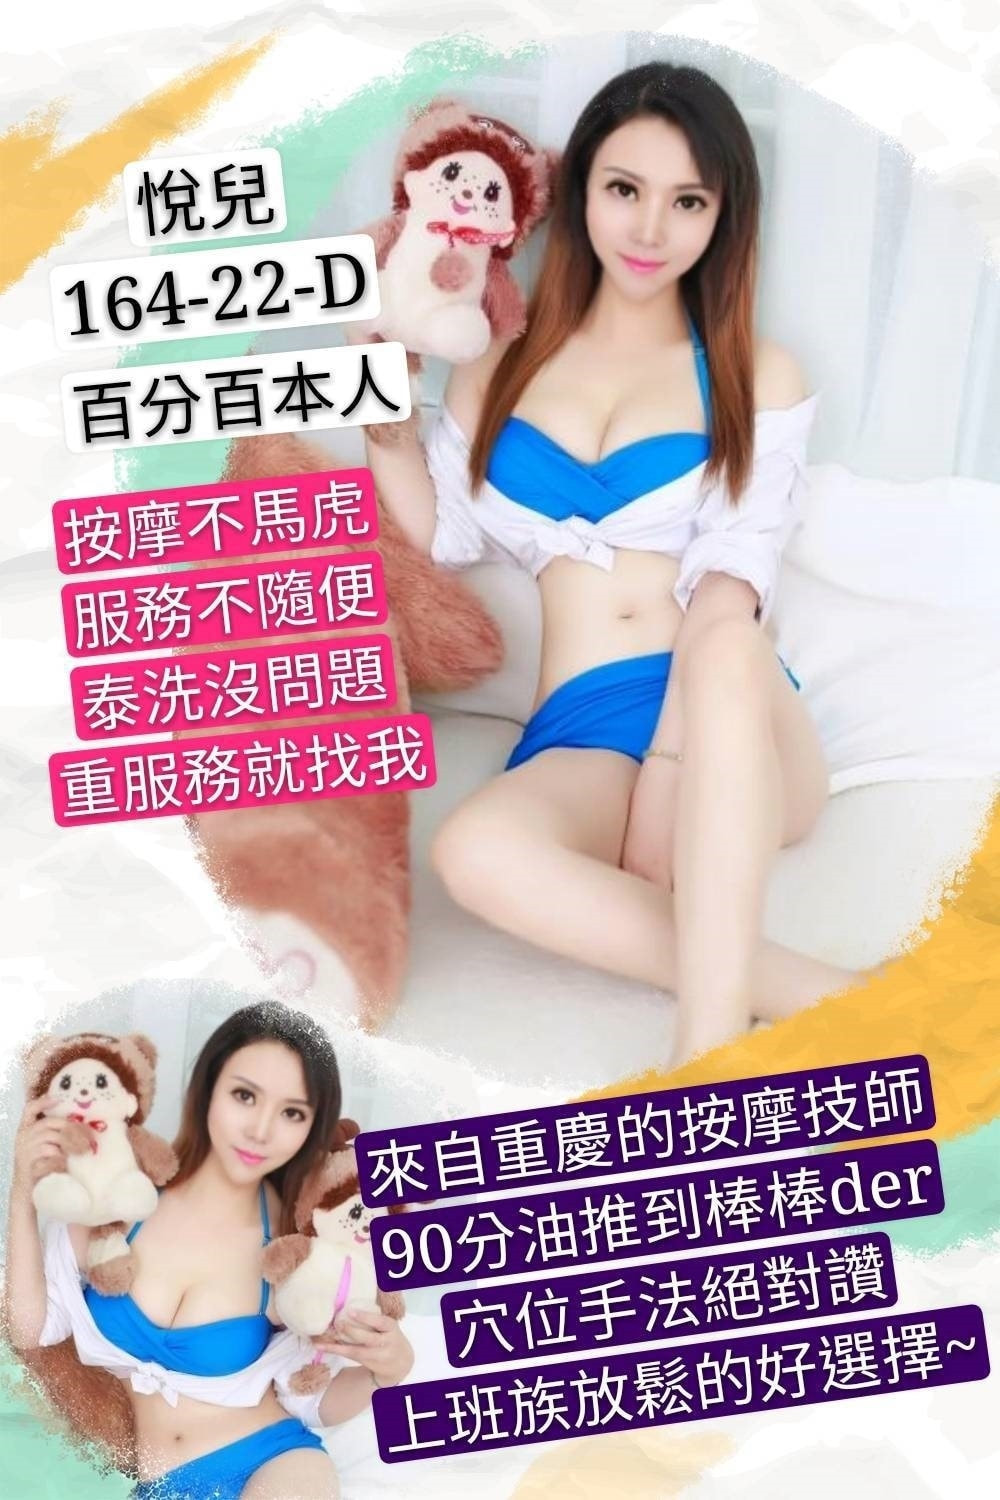 悅兒
164-22-D
百分百本人
按摩不馬虎
服務不隨便
泰洗沒問題
重服務就找我
來自重慶的按摩技師
90分油推到棒棒der
穴位手法絕對讚
上班族放鬆的好選擇~